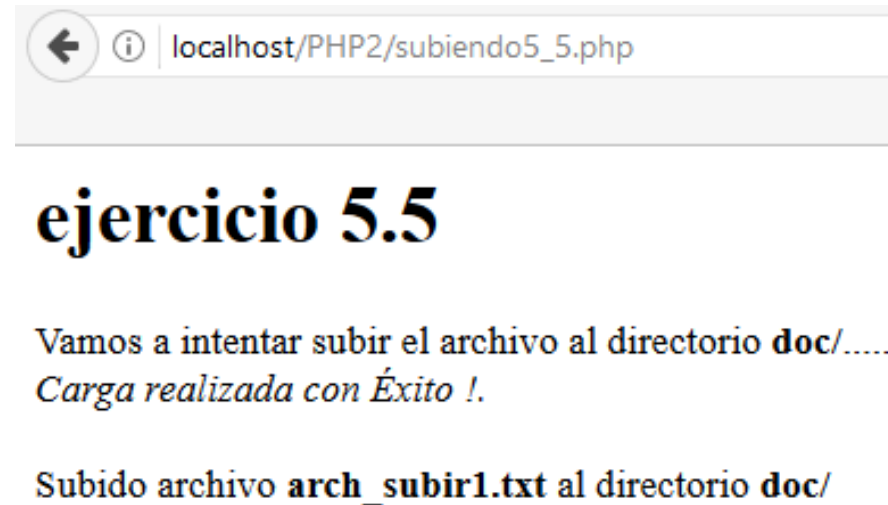 localhost/PHP2/subiendo5_5.php
ejercicio 5.5
Vamos a intentar subir el archivo al directorio doc/.....
Carga realizada con Éxito !.
Subido archivo arch_subir1.txt al directorio doc/